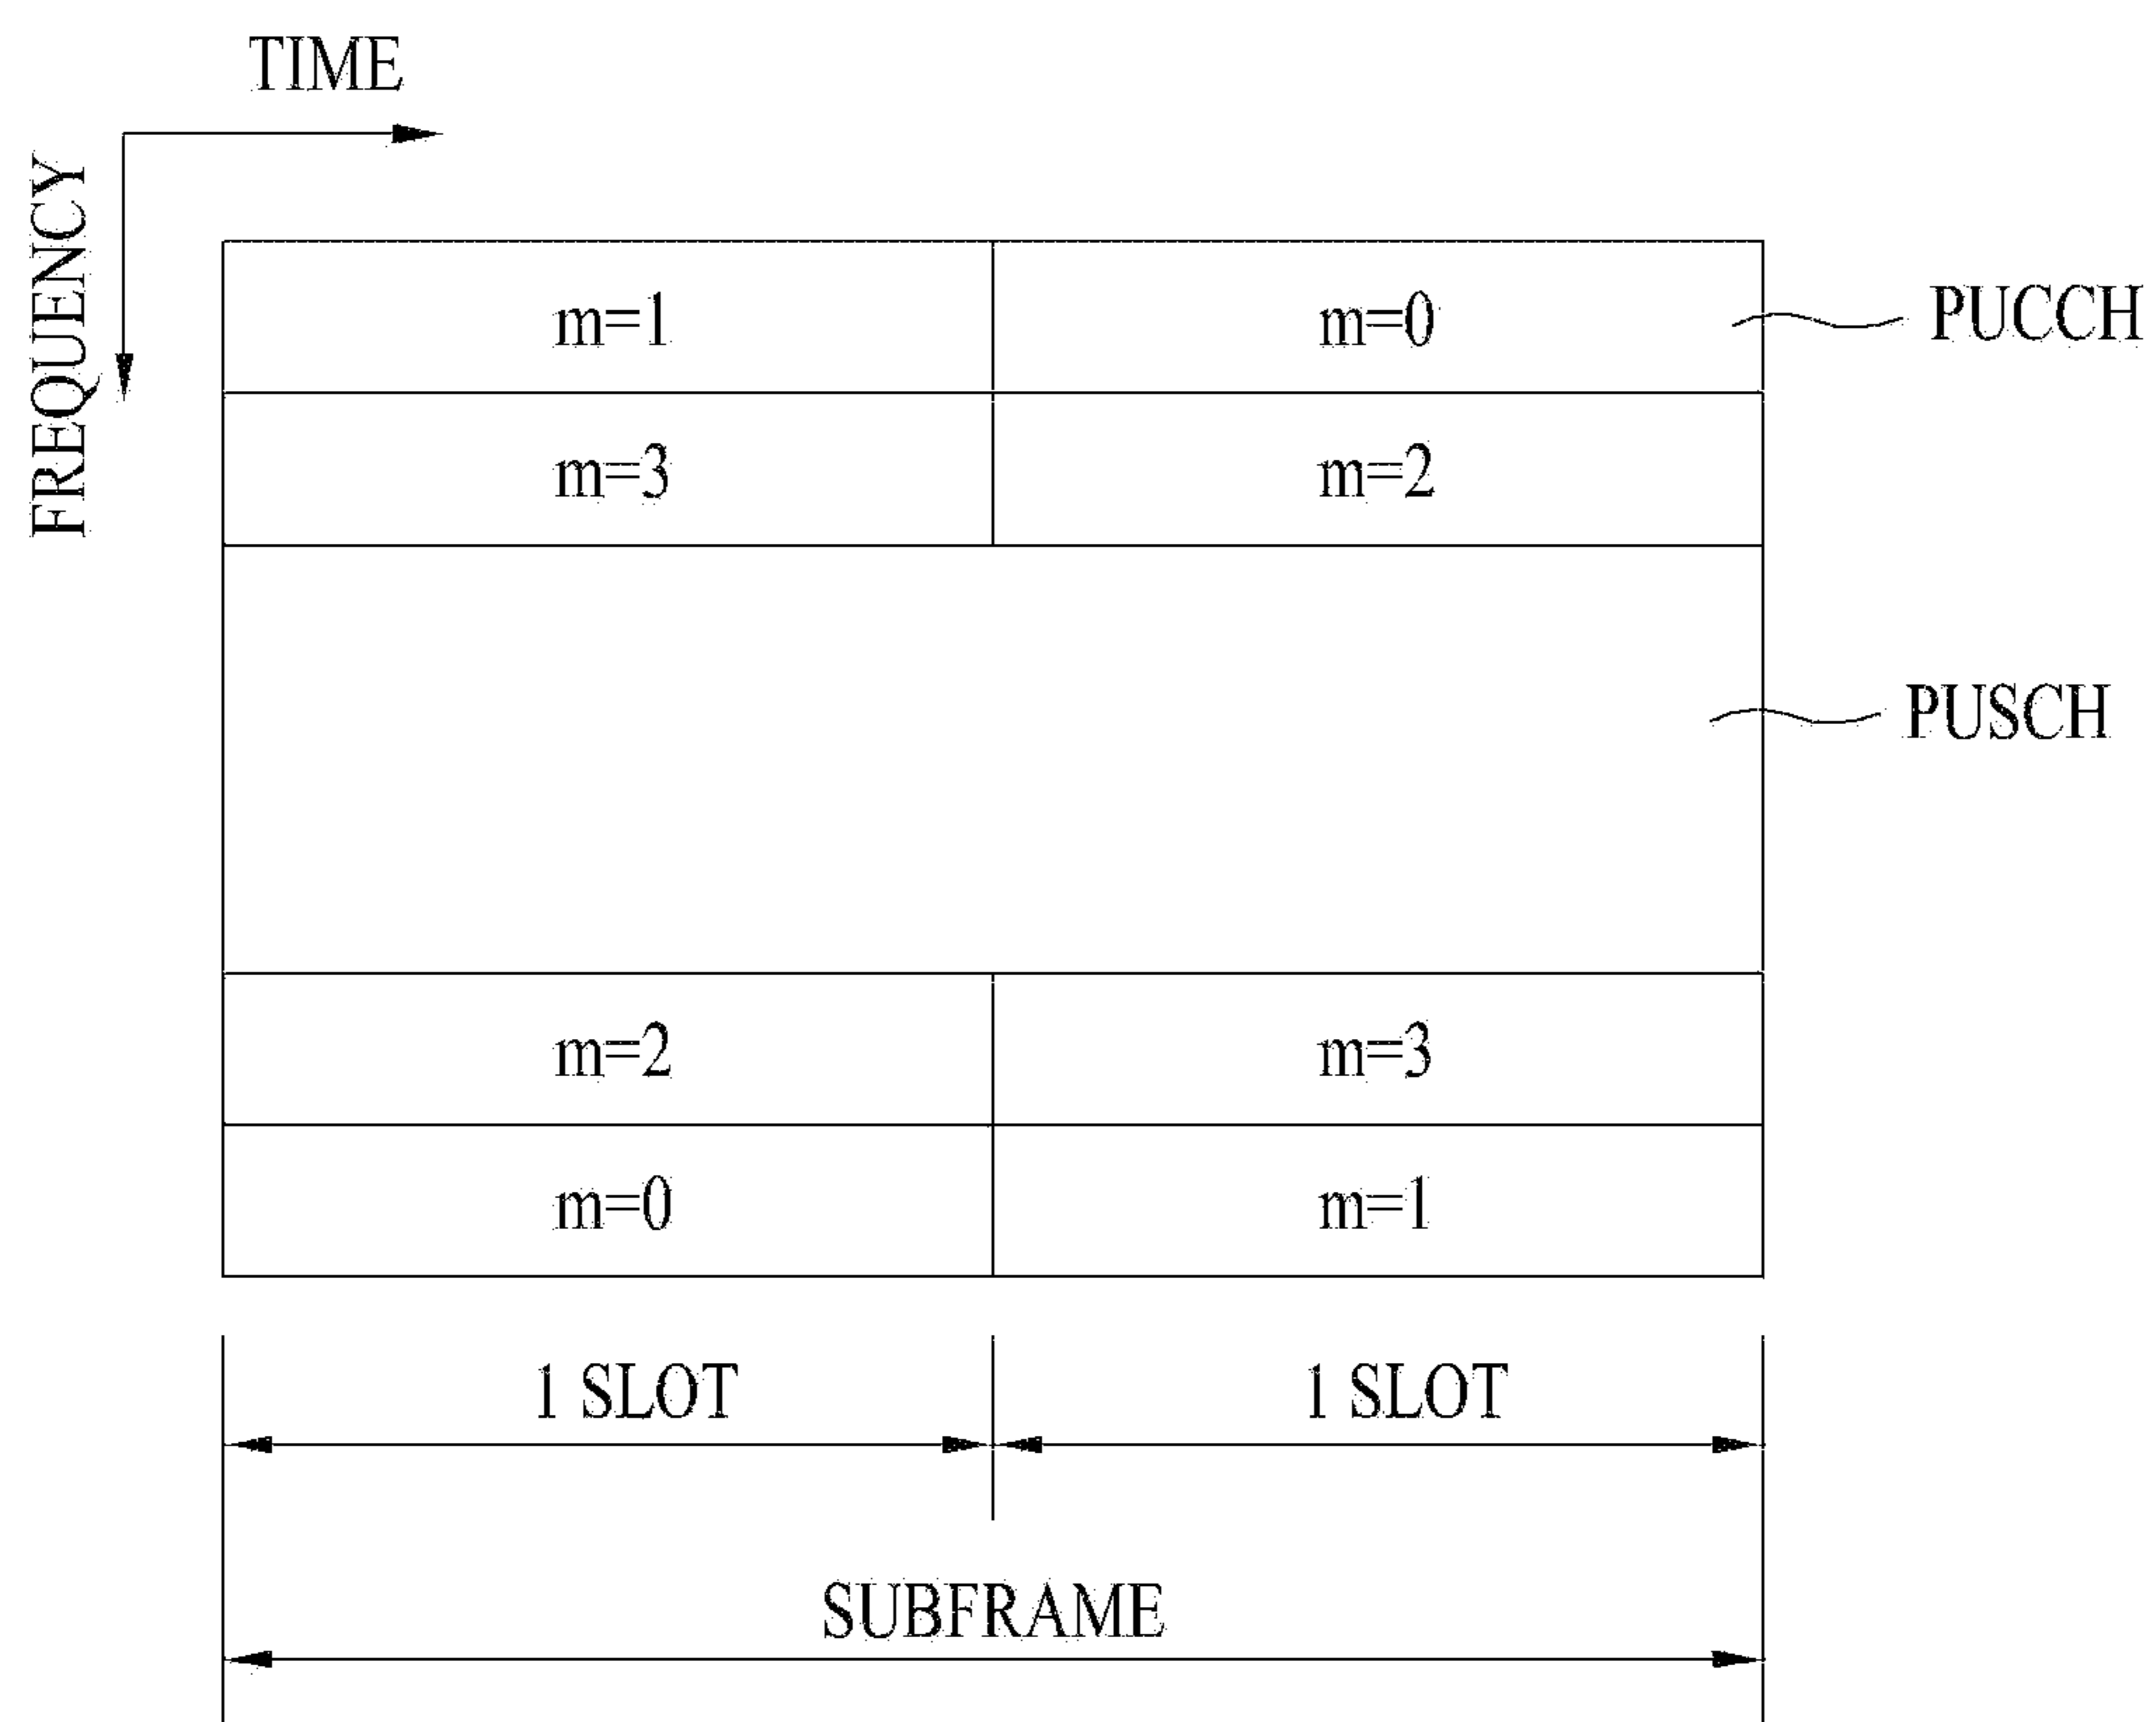 TIME
FREQUENCY
m=1 m=0 PUCCH
m=3 m=2
PUSCH
m=2 m=3
m=0 m=1
1 SLOT 1 SLOT
SUBFRAME